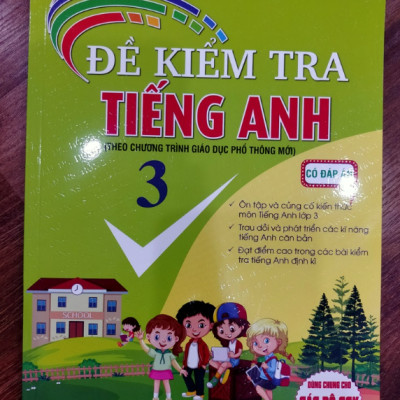 ĐỀ KIỂM TRA
TIẾNG ANH
(THEO CHƯƠNG TRÌNH GIÁO DỤC PHỔ THÔNG MỚI)
3
CÓ ĐÁP ÁN
Ôn tập và củng cố kiến thức
môn Tiếng Anh lớp 3
Trau dồi và phát triển các kĩ năng
tiếng Anh căn bản
Đạt điểm cao trong các bài kiểm
tra tiếng Anh định kì
SCHOOL
DÙNG CHUNG CHO
CÁC BỘ SGK